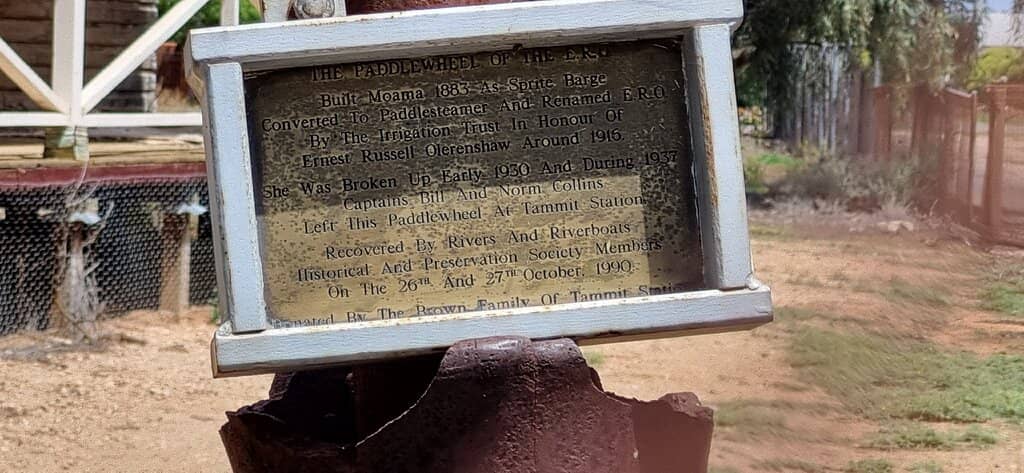 THE PADDLEWHEEL OF THE E.R.O
Built Moama 1883 As Sprite Barge
Converted To Paddlesteamer And Renamed E.R.O.
By The Irrigation Trust In Honour Of
Ernest Russell Olerenshaw Around 1916.
She Was Broken Up Early 1930 And During 1937
Captains Bill And Norm Collins
Left This Paddlewheel At Tammit Station
Recovered By Rivers And Riverboats
Historical And Preservation Society Members
On The 26TH And 27TH October, 1990
By The Brown Family Of Tammit